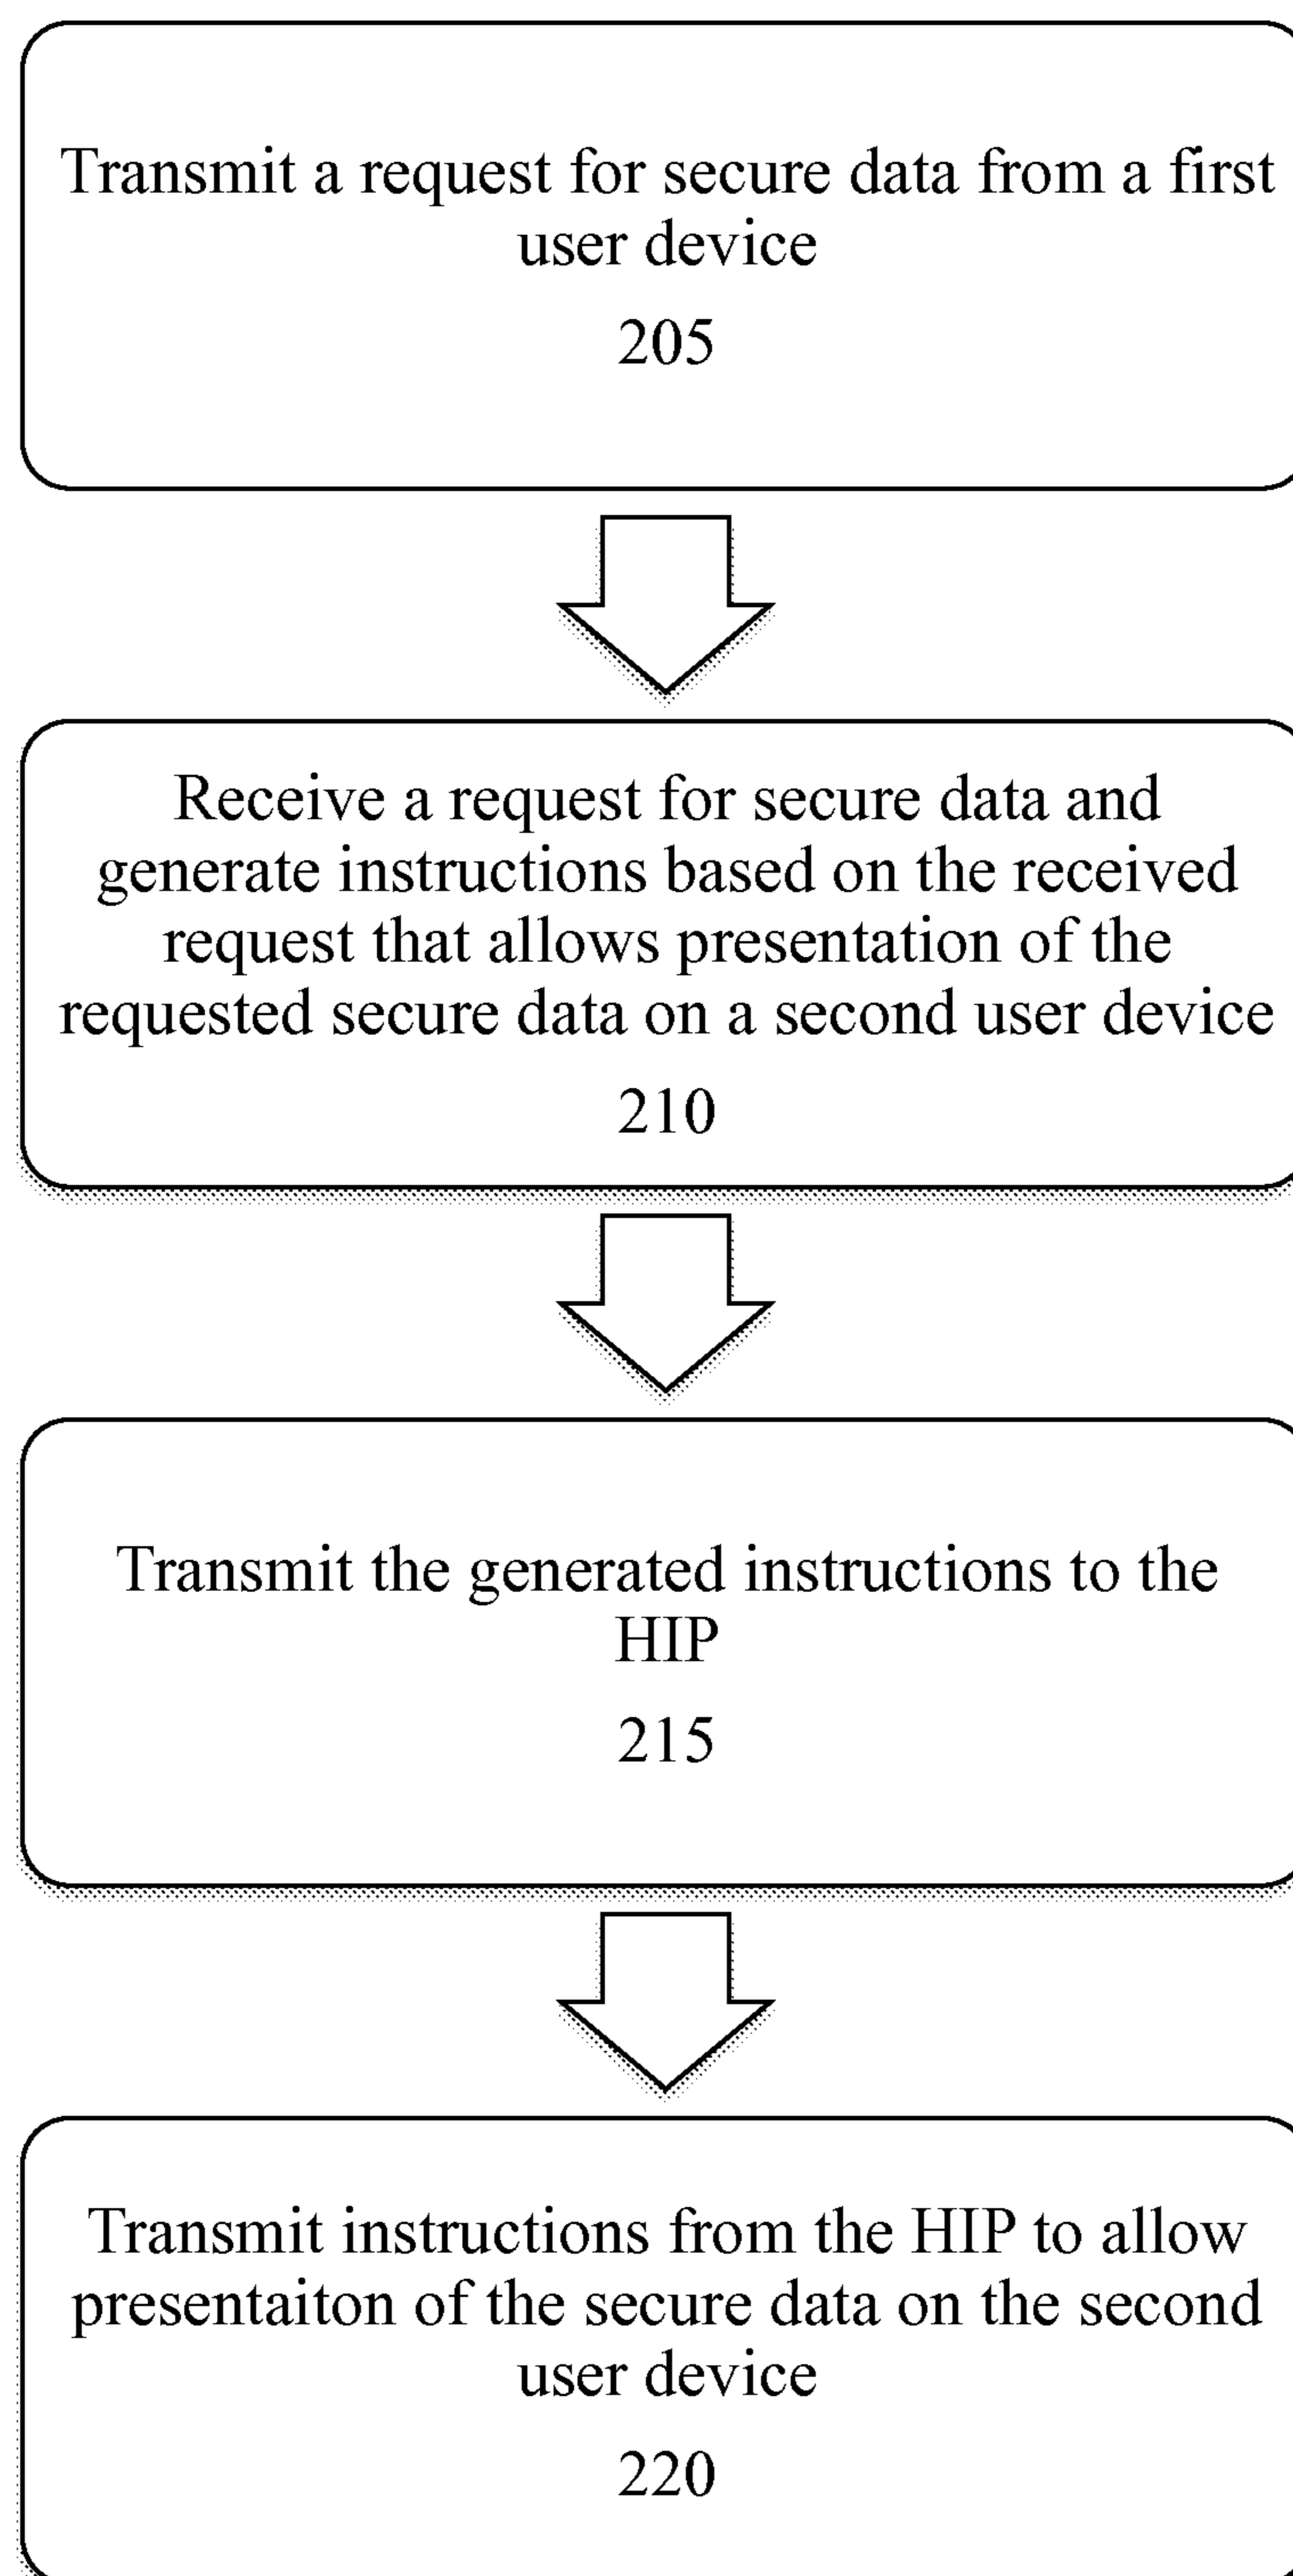 Transmit a request for secure data from a first
user device
205
Receive a request for secure data and
generate instructions based on the received
request that allows presentation of the
requested secure data on a second user device
210
Transmit the generated instructions to the
HIP
215
Transmit instructions from the HIP to allow
presentaiton of the secure data on the second
user device
220